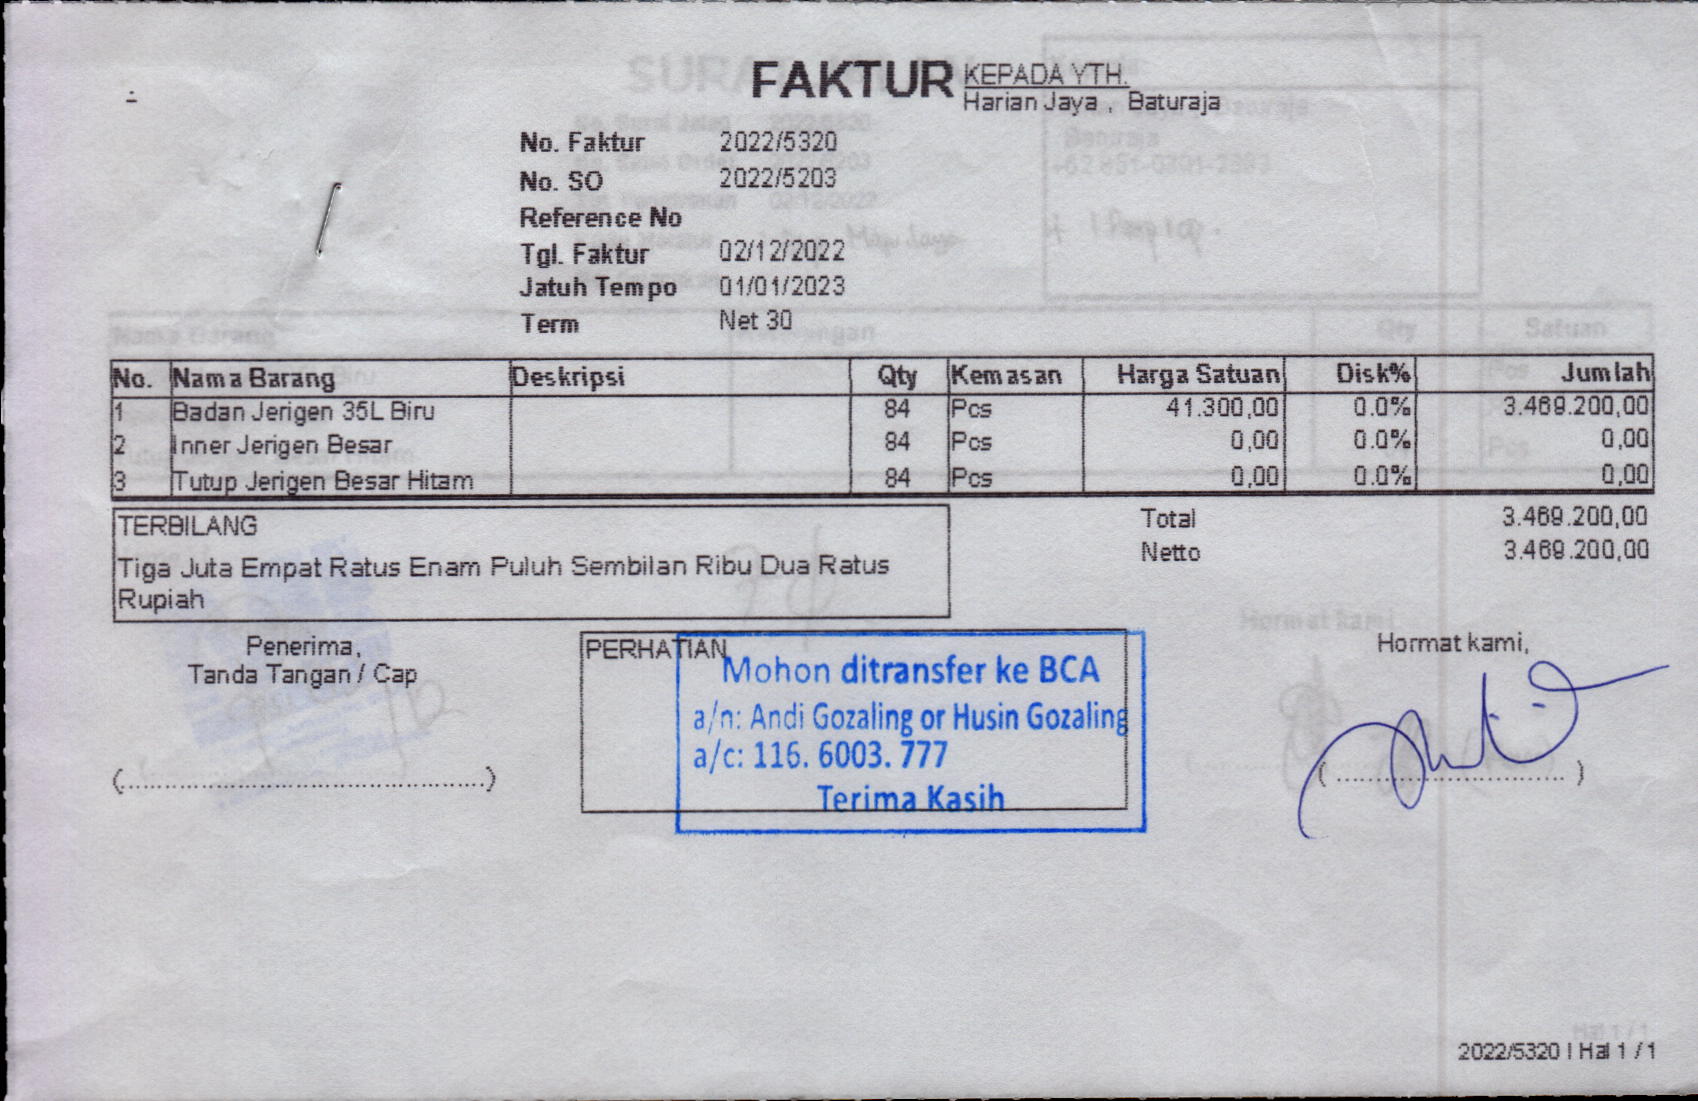 FAKTUR
KEPADA YTH.
Harian Jaya , Baturaja
No. Faktur 2022/5320
No. SO 2022/5203
Reference No
Tgl. Faktur 02/12/2022
Jatuh Tempo 01/01/2023
Term Net 30
No. Nama Barang Deskripsi Qty Kemasan Harga Satuan Disk% Jumlah
1 Badan Jerigen 35L Biru 84 Pcs 41.300,00 0.0% 3.469.200,00
2 Inner Jerigen Besar 84 Pcs 0,00 0.0% 0,00
3 Tutup Jerigen Besar Hitam 84 Pcs 0,00 0.0% 0,00
TERBILANG
Tiga Juta Empat Ratus Enam Puluh Sembilan Ribu Dua Ratus
Rupiah
Total 3.469.200,00
Netto 3.469.200,00
Penerima,
Tanda Tangan / Cap
(...............................................)
PERHATIAN
Mohon ditransfer ke BCA
a/n: Andi Gozaling or Husin Gozaling
a/c: 116. 6003. 777
Terima Kasih
Hormat kami,
( .............................. )
2022/5320 | Hal 1 / 1